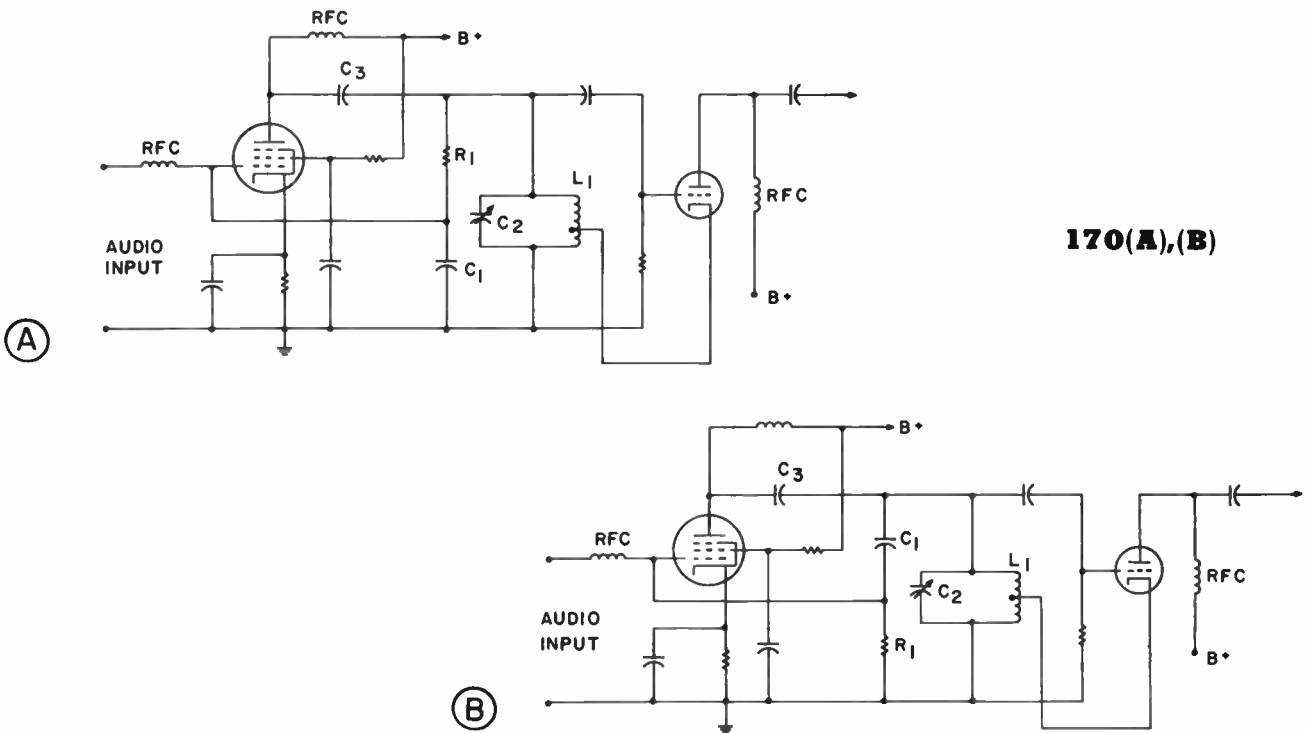 RFC
B+
C3
RFC
R1
L1
C2
RFC
AUDIO
INPUT
C1
B+
170(A),(B)
A
B+
C3
RFC
C1
L1
C2
RFC
AUDIO
INPUT
R1
B+
B